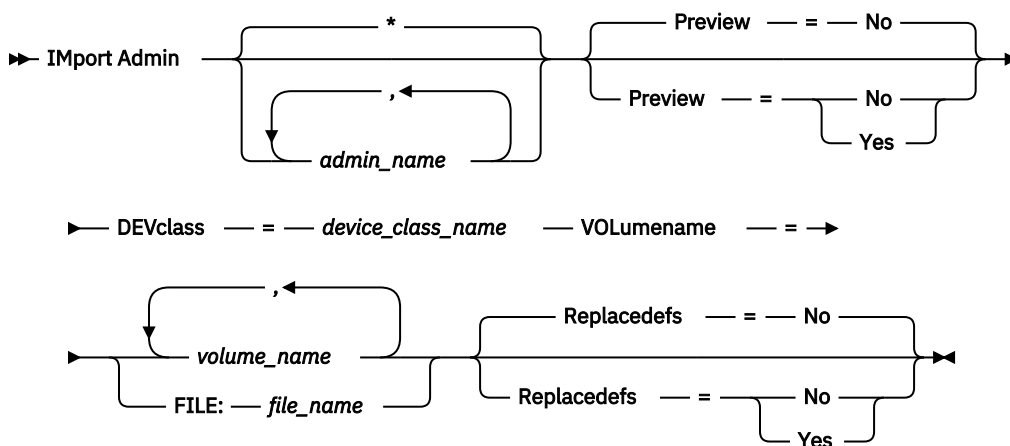 *
Preview = No
IMport Admin
,
admin_name
Preview = No
Yes
DEVclass = device_class_name VOLumename =
,
volume_name
FILE: file_name
Replacedefs = No
Replacedefs = No
Yes